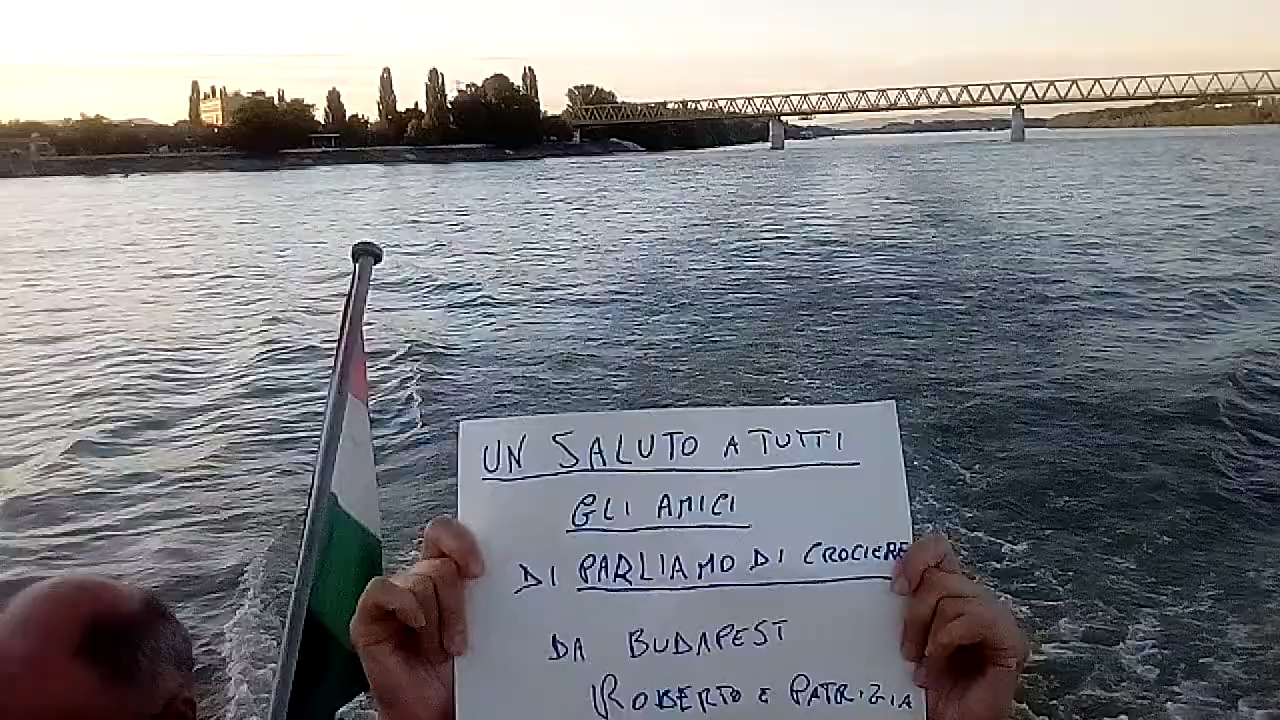 UN SALUTO A TUTTI
GLI AMICI
DI PARLIAMO DI CROCIERE
DA BUDAPEST
ROBERTO E PATRIZIA